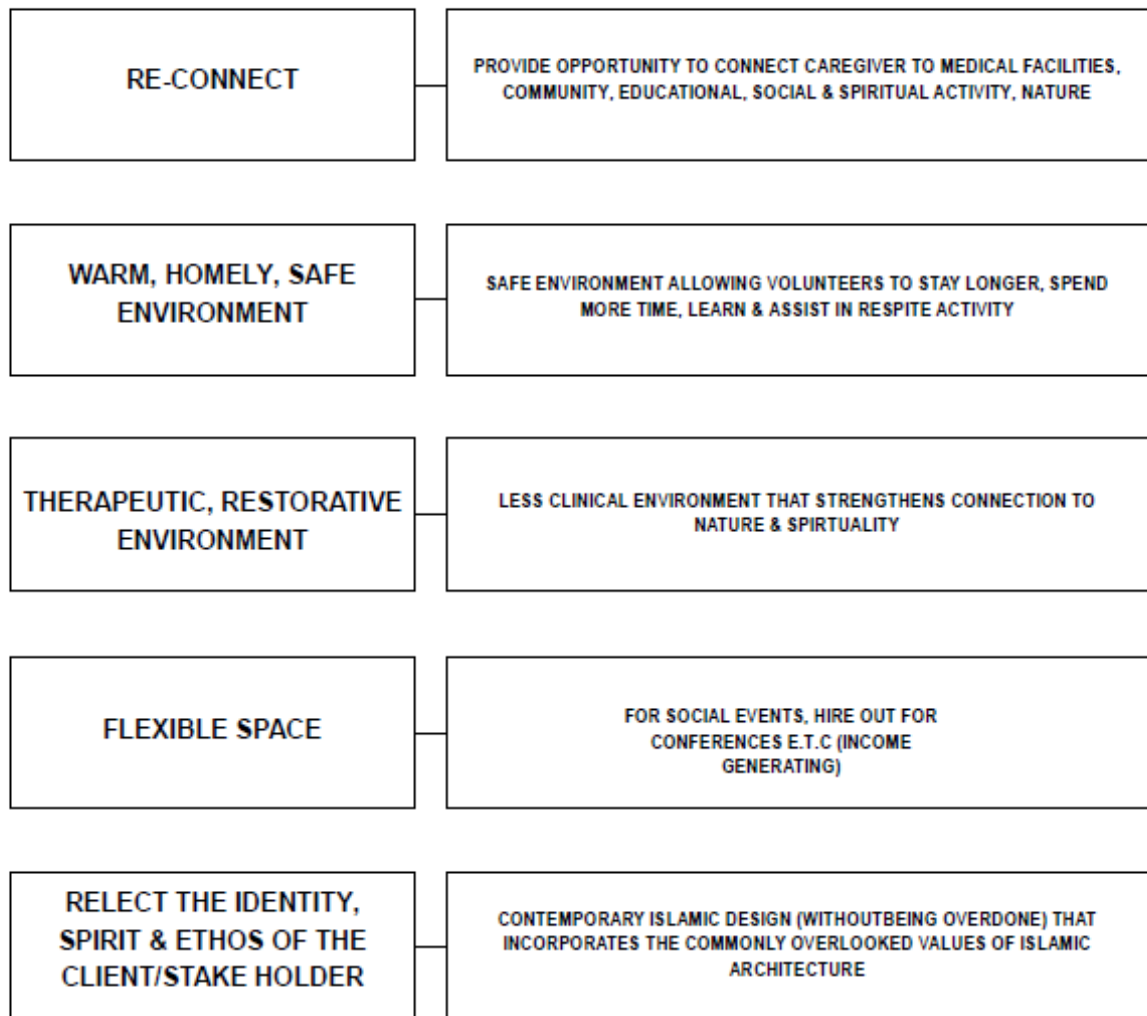 RE-CONNECT
PROVIDE OPPORTUNITY TO CONNECT CAREGIVER TO MEDICAL FACILITIES,
COMMUNITY, EDUCATIONAL, SOCIAL & SPIRITUAL ACTIVITY, NATURE
WARM, HOMELY, SAFE
ENVIRONMENT
SAFE ENVIRONMENT ALLOWING VOLUNTEERS TO STAY LONGER, SPEND
MORE TIME, LEARN & ASSIST IN RESPITE ACTIVITY
THERAPEUTIC, RESTORATIVE
ENVIRONMENT
LESS CLINICAL ENVIRONMENT THAT STRENGTHENS CONNECTION TO
NATURE & SPIRTUALITY
FLEXIBLE SPACE
FOR SOCIAL EVENTS, HIRE OUT FOR
CONFERENCES E.T.C (INCOME
GENERATING)
RELECT THE IDENTITY,
SPIRIT & ETHOS OF THE
CLIENT/STAKE HOLDER
CONTEMPORARY ISLAMIC DESIGN (WITHOUTBEING OVERDONE) THAT
INCORPORATES THE COMMONLY OVERLOOKED VALUES OF ISLAMIC
ARCHITECTURE